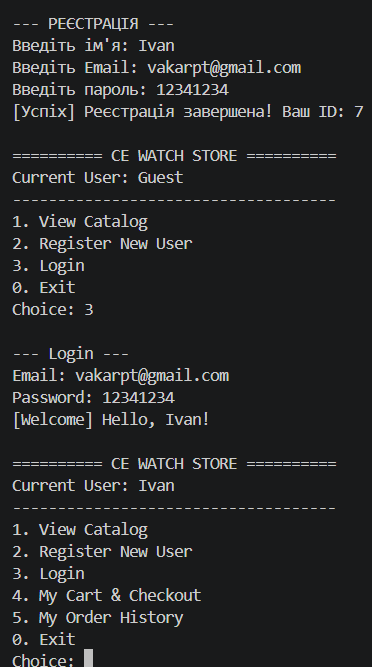 --- РЕЄСТРАЦІЯ ---
Введіть ім'я: Ivan
Введіть Email: vakarpt@gmail.com
Введіть пароль: 12341234
[Успіх] Реєстрація завершена! Ваш ID: 7
========== CE WATCH STORE ==========
Current User: Guest
------------------------------------
1. View Catalog
2. Register New User
3. Login
0. Exit
Choice: 3
--- Login ---
Email: vakarpt@gmail.com
Password: 12341234
[Welcome] Hello, Ivan!
========== CE WATCH STORE ==========
Current User: Ivan
------------------------------------
1. View Catalog
2. Register New User
3. Login
4. My Cart & Checkout
5. My Order History
0. Exit
Choice: